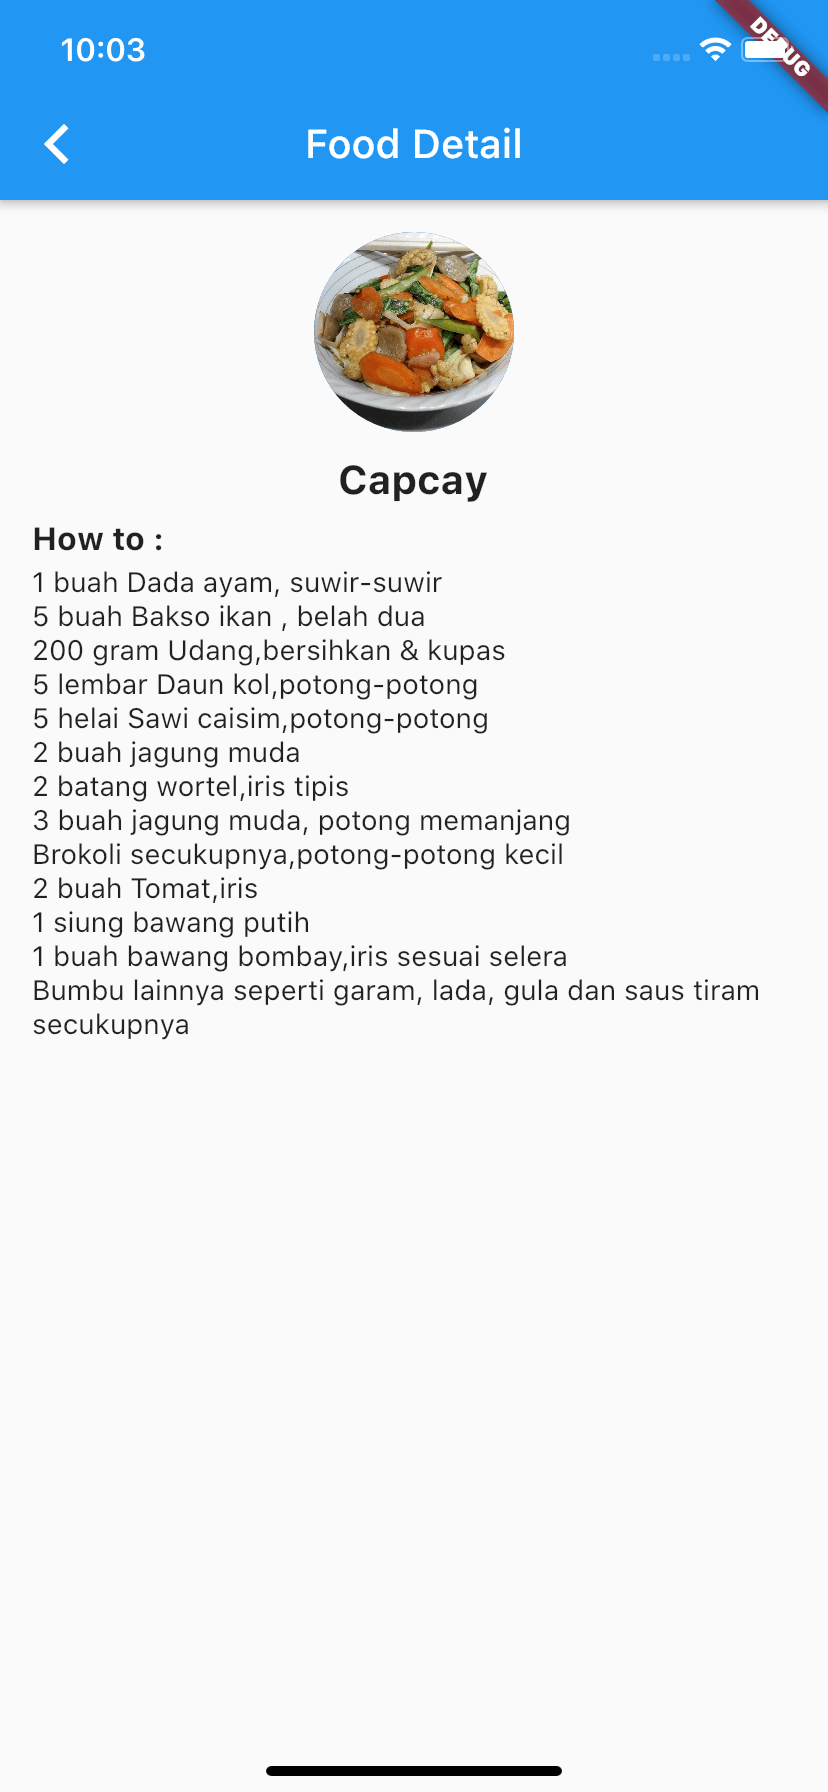 10:03
DEBUG
Food Detail
Capcay
How to :
1 buah Dada ayam, suwir-suwir
5 buah Bakso ikan , belah dua
200 gram Udang,bersihkan & kupas
5 lembar Daun kol,potong-potong
5 helai Sawi caisim,potong-potong
2 buah jagung muda
2 batang wortel,iris tipis
3 buah jagung muda, potong memanjang
Brokoli secukupnya,potong-potong kecil
2 buah Tomat,iris
1 siung bawang putih
1 buah bawang bombay,iris sesuai selera
Bumbu lainnya seperti garam, lada, gula dan saus tiram
secukupnya